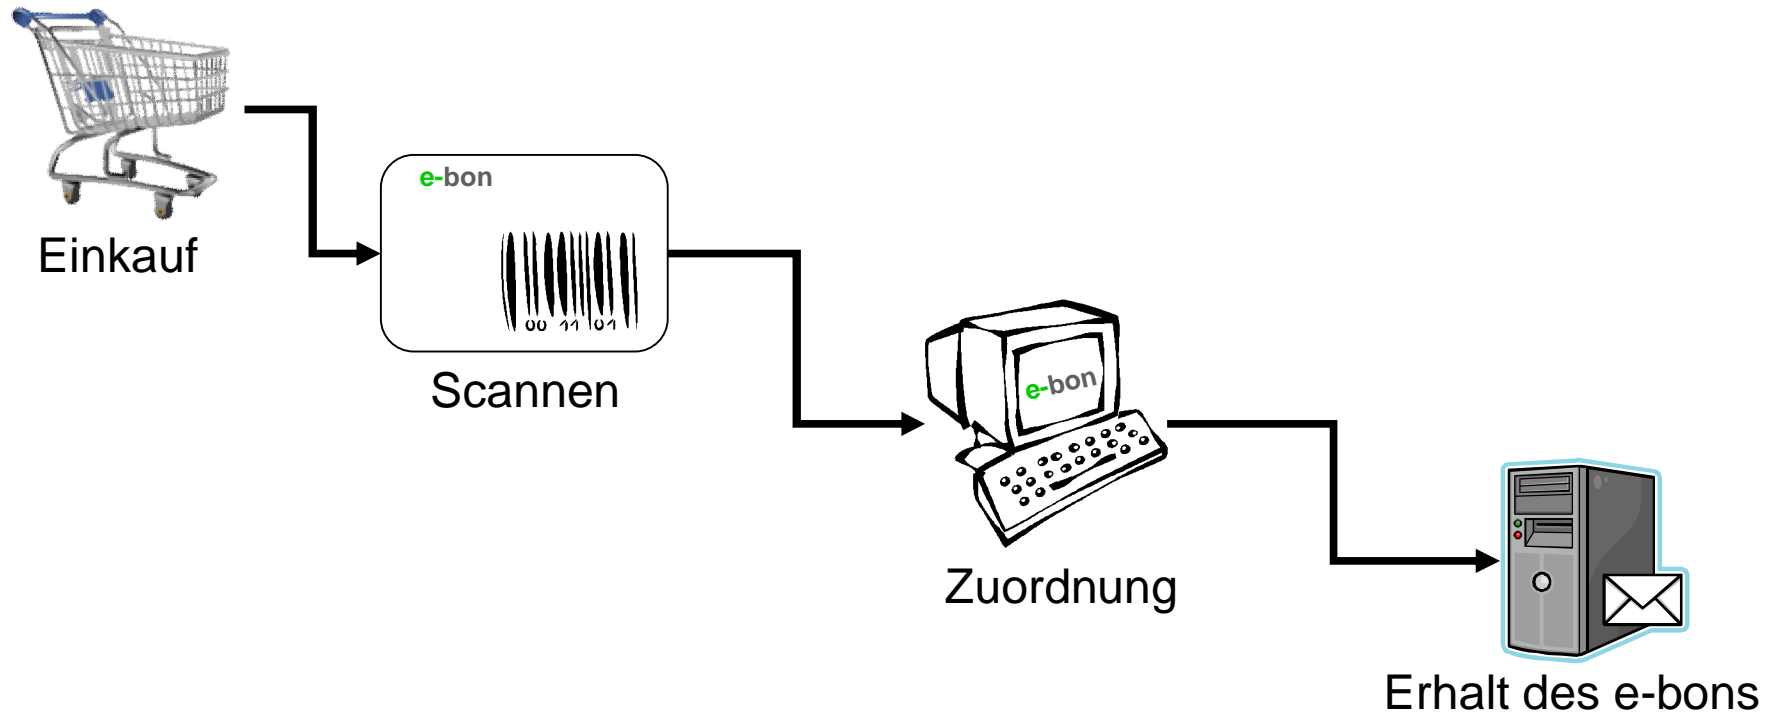 Einkauf
e-bon
00 11 01
Scannen
e-bon
Zuordnung
Erhalt des e-bons